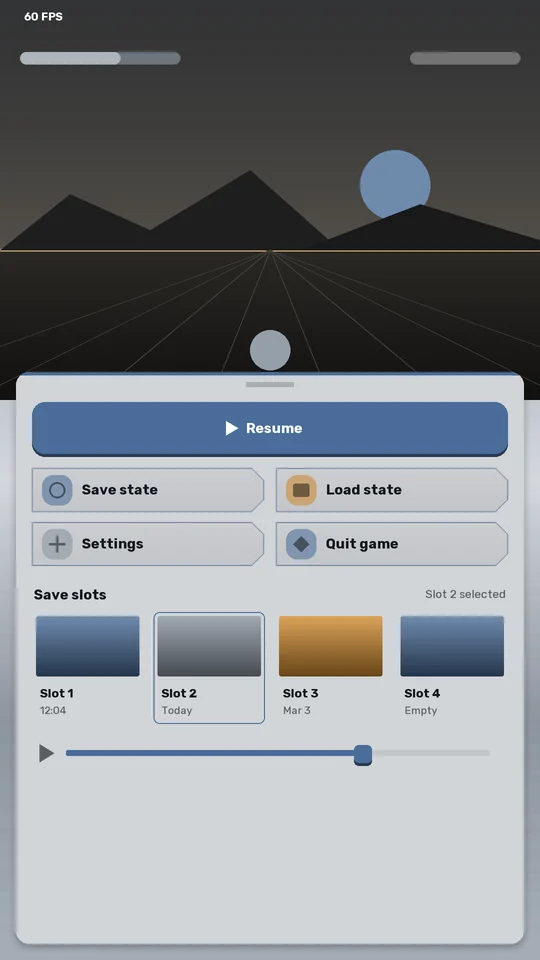 60 FPS
Resume
Save state
Load state
Settings
Quit game
Save slots
Slot 2 selected
Slot 1
12:04
Slot 2
Today
Slot 3
Mar 3
Slot 4
Empty